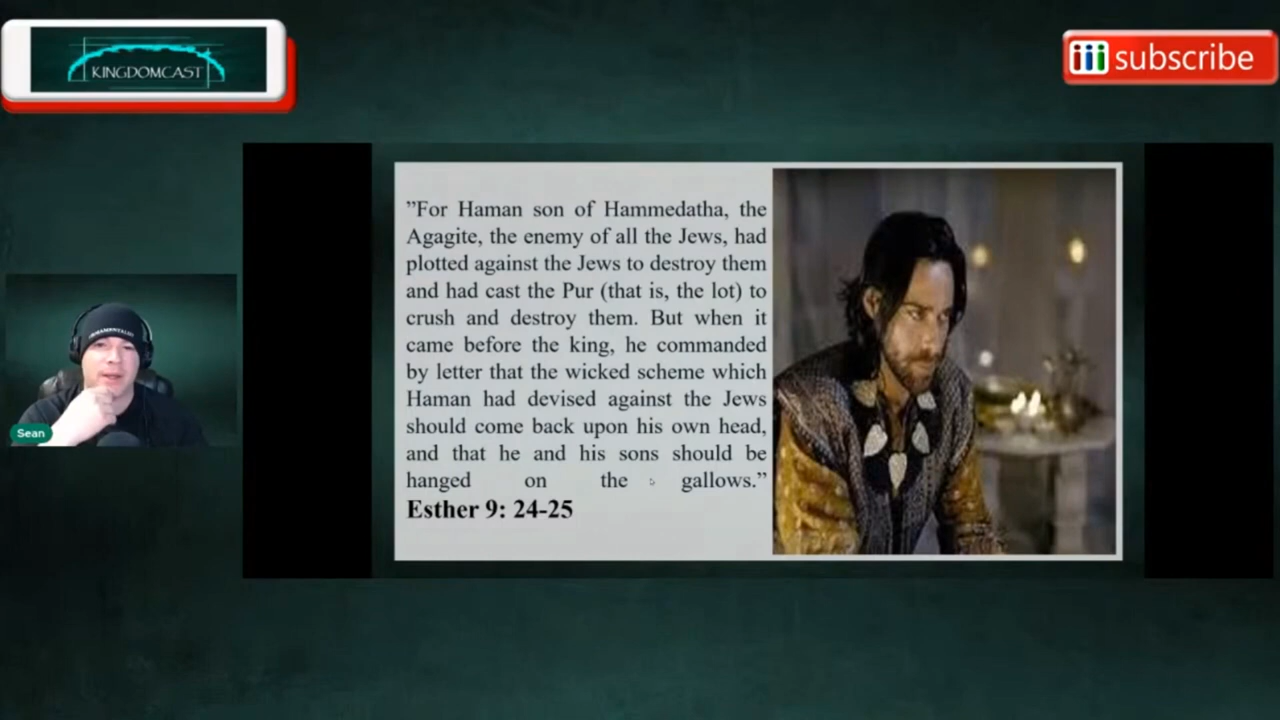 KINGDOMCAST
subscribe
”For Haman son of Hammedatha, the
Agagite, the enemy of all the Jews, had
plotted against the Jews to destroy them
and had cast the Pur (that is, the lot) to
crush and destroy them. But when it
came before the king, he commanded
by letter that the wicked scheme which
Haman had devised against the Jews
should come back upon his own head,
and that he and his sons should be
hanged on the gallows.”
Esther 9: 24-25
Sean